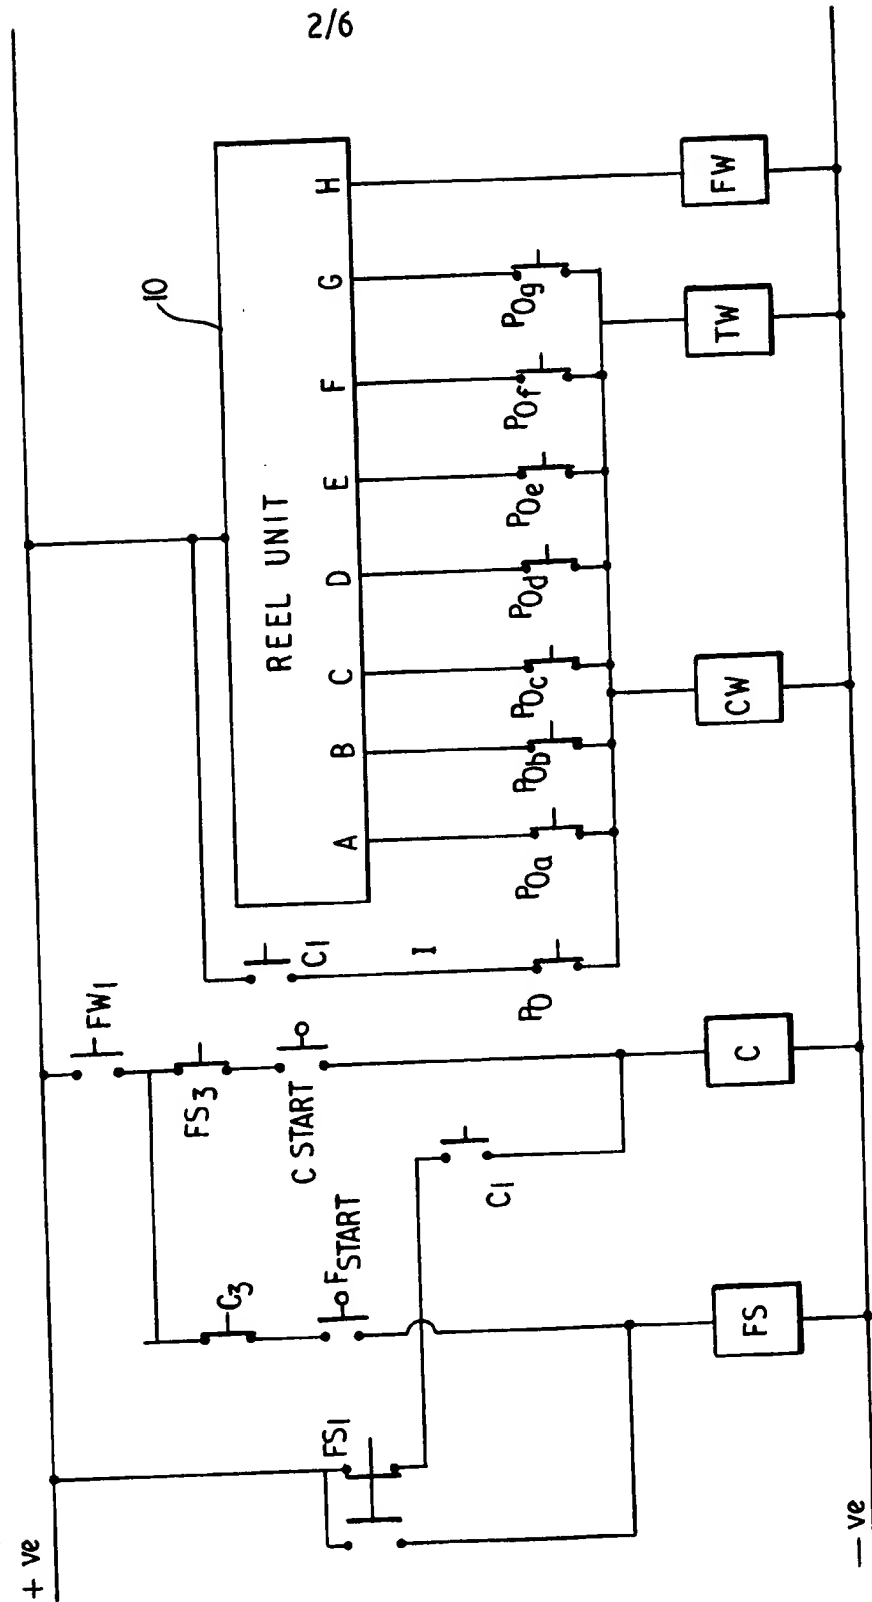 2/6
+ ve
10
REEL UNIT
A B C D E F G H
FW1
C1
I
FS3
C START
C3
FSTART
FS1
C1
P0
P0a
P0b
P0c
P0d
P0e
P0f
P0g
FS
C
CW
TW
FW
— ve